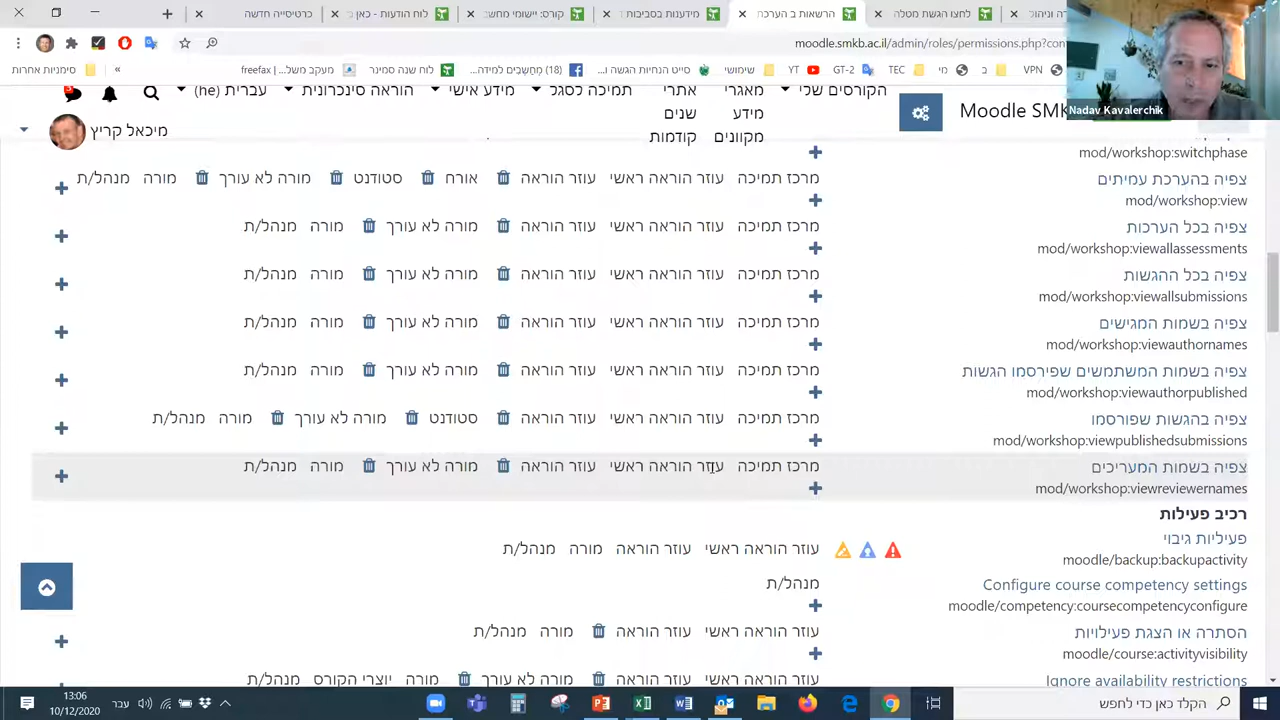 כרטיסייה חדשה
לוח הודעות - כאן נ
קורס: יישומי מחשב
מידענות בסביבות
הרשאות ב הערכת
לחצו הגשת מטלה
moodle.smkb.ac.il/admin/roles/permissions.php?con
סימניות אחרות
«
freefax
מעקב משל...
לוח שנה ס
(18) מְחַשְּׁבִים למידה...
סייט הנחיות הגשה ו...
שימושי
YT
GT-2
TEC
מי
ב
VPN
Nadav Kavalerchik
הקורסים שלי
מאגרי מידע מקוונים
אתרי שנים קודמות
תמיכה לסגל
מידע אישי
הוראה סינכרונית
עברית (he)
מיכאל קריץ
Moodle SMK
mod/workshop:switchphase
צפיה בהערכת עמיתים
mod/workshop:view
מרכז תמיכה עוזר הוראה ראשי עוזר הוראה אורח סטודנט מורה לא עורך מורה מנהל/ת
צפיה בכל הערכות
mod/workshop:viewallassessments
מרכז תמיכה עוזר הוראה ראשי עוזר הוראה מורה לא עורך מורה מנהל/ת
צפיה בכל ההגשות
mod/workshop:viewallsubmissions
מרכז תמיכה עוזר הוראה ראשי עוזר הוראה מורה לא עורך מורה מנהל/ת
צפיה בשמות המגישים
mod/workshop:viewauthornames
מרכז תמיכה עוזר הוראה ראשי עוזר הוראה מורה לא עורך מורה מנהל/ת
צפיה בשמות המשתמשים שפירסמו הגשות
mod/workshop:viewauthorpublished
מרכז תמיכה עוזר הוראה ראשי עוזר הוראה מורה לא עורך מורה מנהל/ת
צפיה בהגשות שפורסמו
mod/workshop:viewpublishedsubmissions
מרכז תמיכה עוזר הוראה ראשי עוזר הוראה סטודנט מורה לא עורך מורה מנהל/ת
צפיה בשמות המעריכים
mod/workshop:viewreviewernames
מרכז תמיכה עוזר הוראה ראשי עוזר הוראה מורה לא עורך מורה מנהל/ת
רכיב פעילות
פעיליות גיבוי
moodle/backup:backupactivity
עוזר הוראה ראשי עוזר הוראה מורה מנהל/ת
Configure course competency settings
moodle/competency:coursecompetencyconfigure
מנהל/ת
הסתרה או הצגת פעילויות
moodle/course:activityvisibility
עוזר הוראה ראשי עוזר הוראה מורה מנהל/ת
Ignore availability restrictions
עוזר הוראה ראשי עוזר הוראה מורה לא עורך מורה יוצרי הקורס מנהל/ת
הקלד כאן כדי לחפש
עבר
13:06
10/12/2020